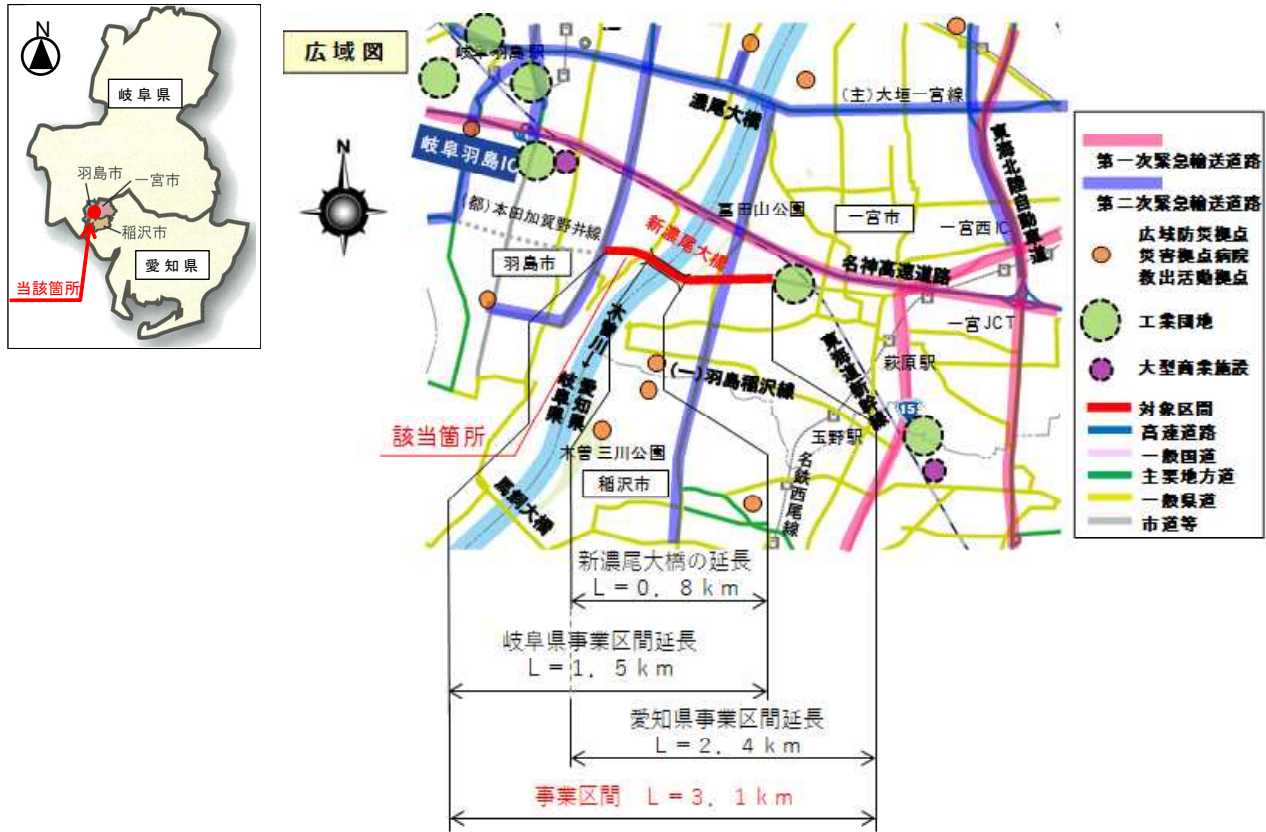 N
岐阜県
羽島市
一宮市
稲沢市
愛知県
当該箇所
広域図
岐阜羽島駅
濃尾大橋
(主)大垣一宮線
東海北陸自動車道
岐阜羽島IC
N
(都)本田加賀野井線
冨田山公園
一宮市
一宮西IC
新濃尾大橋
羽島市
名神高速道路
木曽川
一宮JCT
東海道新幹線
萩原駅
愛知県
岐阜県
(一)羽島稲沢線
155
該当箇所
玉野駅
木曽三川公園
稲沢市
名鉄西尾線
馬飼大橋
第一次緊急輸送道路
第二次緊急輸送道路
広域防災拠点
災害拠点病院
救出活動拠点
工業団地
大型商業施設
対象区間
高速道路
一般国道
主要地方道
一般県道
市道等
新濃尾大橋の延長
L=0.8km
岐阜県事業区間延長
L=1.5km
愛知県事業区間延長
L=2.4km
事業区間 L=3.1km